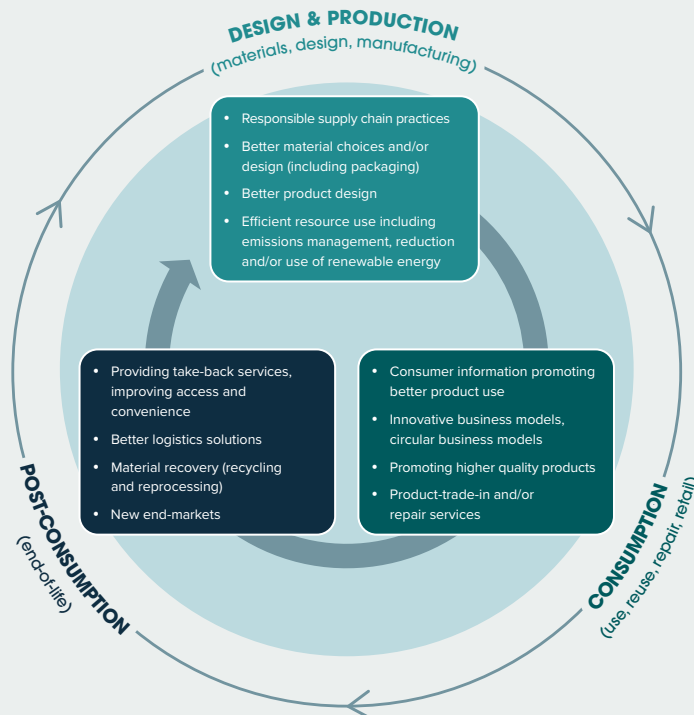 DESIGN & PRODUCTION
(materials, design, manufacturing)
• Responsible supply chain practices
• Better material choices and/or
design (including packaging)
• Better product design
• Efficient resource use including
emissions management, reduction
and/or use of renewable energy
• Providing take-back services,
improving access and
convenience
• Better logistics solutions
• Material recovery (recycling
and reprocessing)
• New end-markets
• Consumer information promoting
better product use
• Innovative business models,
circular business models
• Promoting higher quality products
• Product-trade-in and/or
repair services
POST-CONSUMPTION
(end-of-life)
CONSUMPTION
(use, reuse, repair, retail)